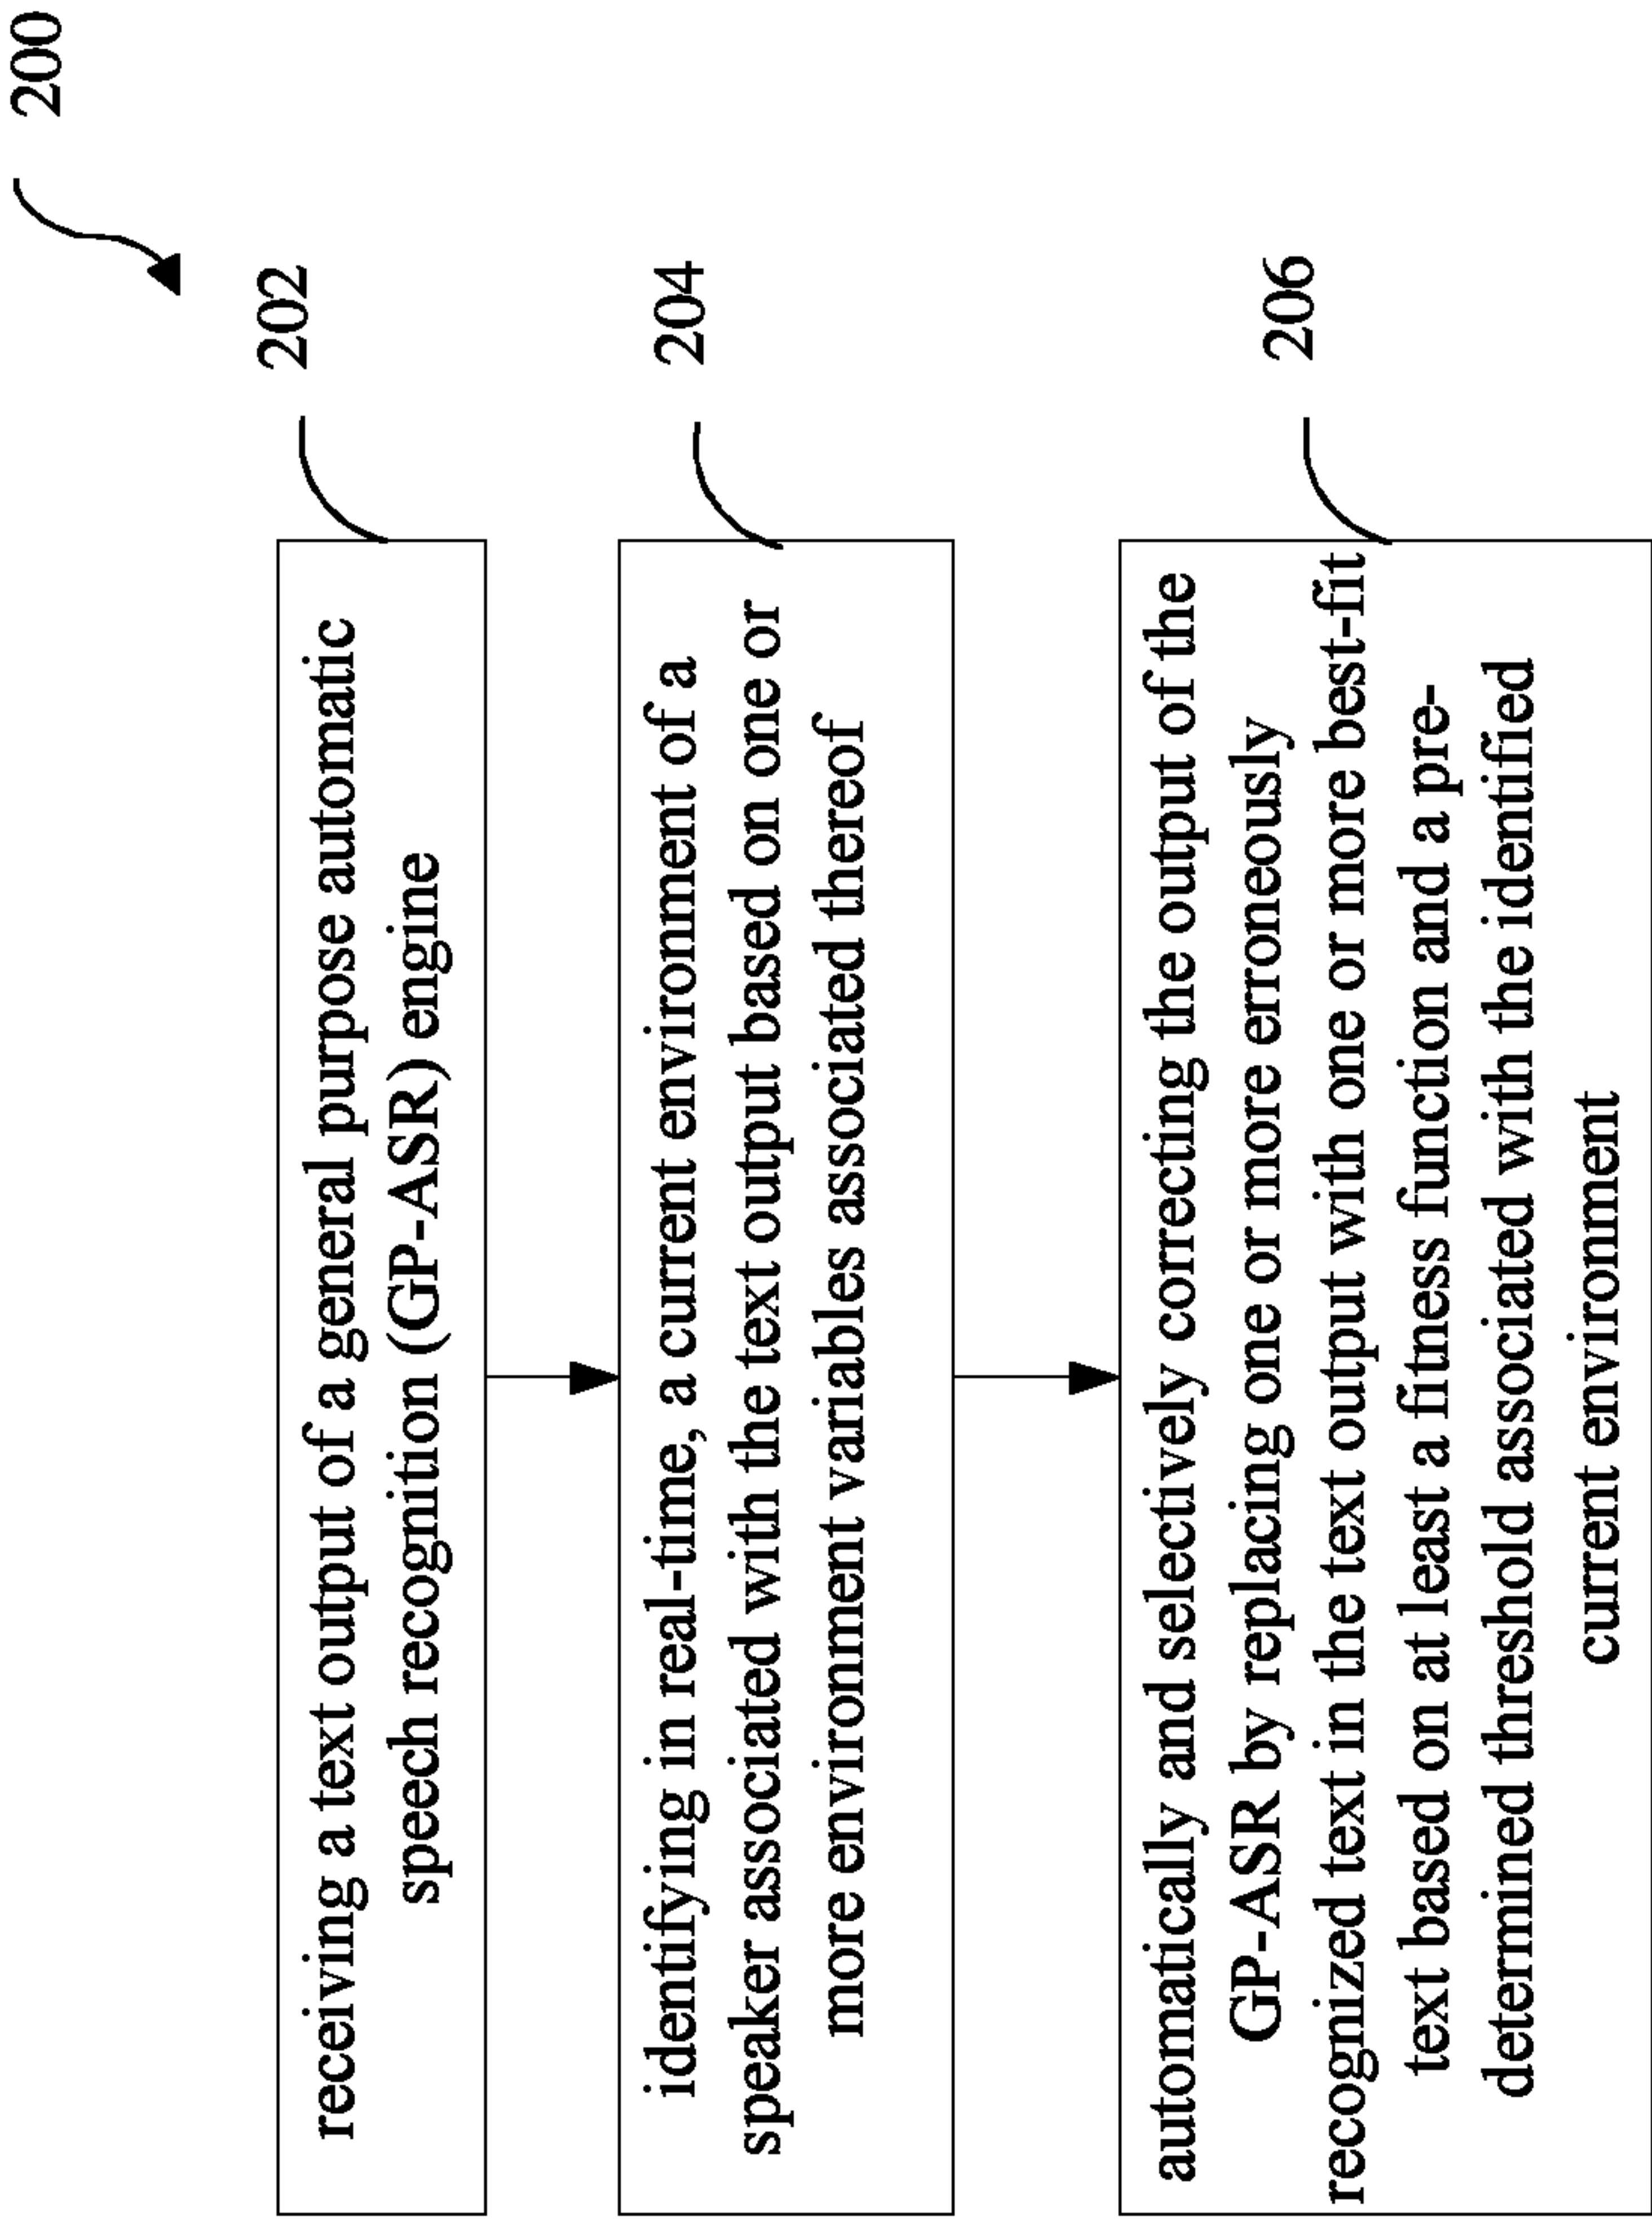 200
202
receiving a text output of a general purpose automatic
speech recognition (GP-ASR) engine
204
identifying in real-time, a current environment of a
speaker associated with the text output based on one or
more environment variables associated thereof
206
automatically and selectively correcting the output of the
GP-ASR by replacing one or more erroneously
recognized text in the text output with one or more best-fit
text based on at least a fitness function and a pre-
determined threshold associated with the identified
current environment